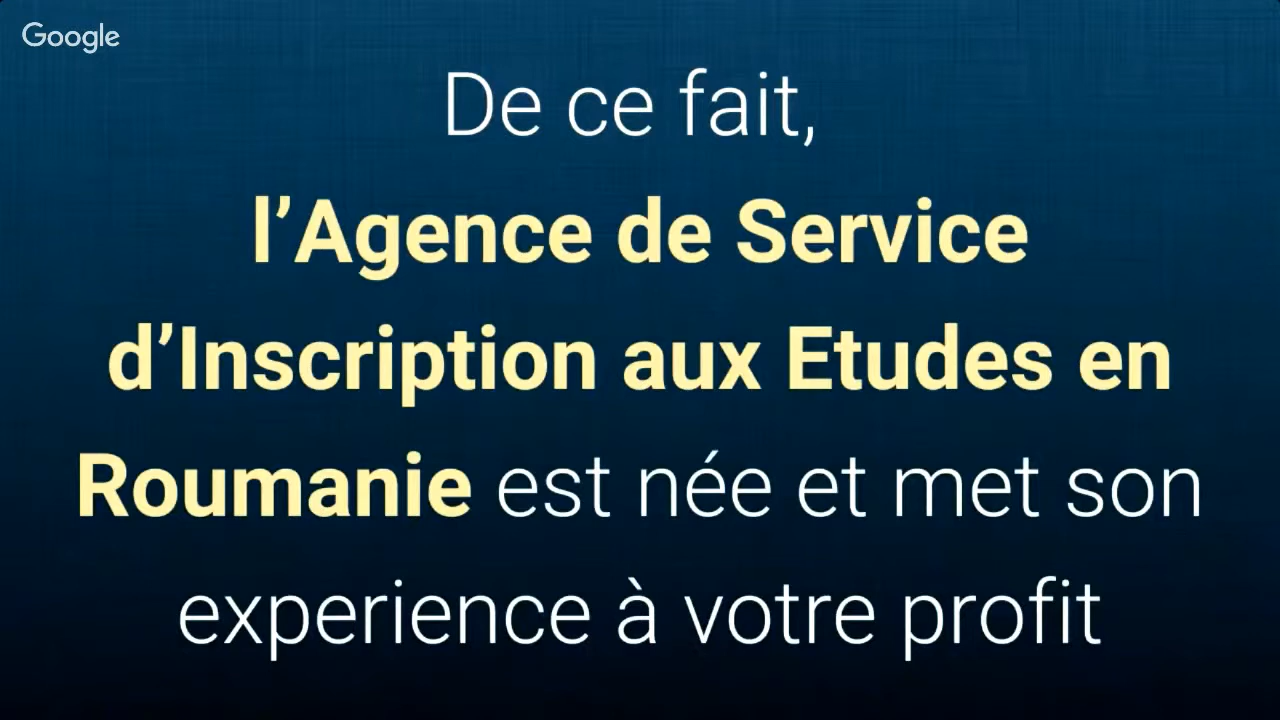 Google
De ce fait,
l’Agence de Service
d’Inscription aux Etudes en
Roumanie est née et met son
experience à votre profit